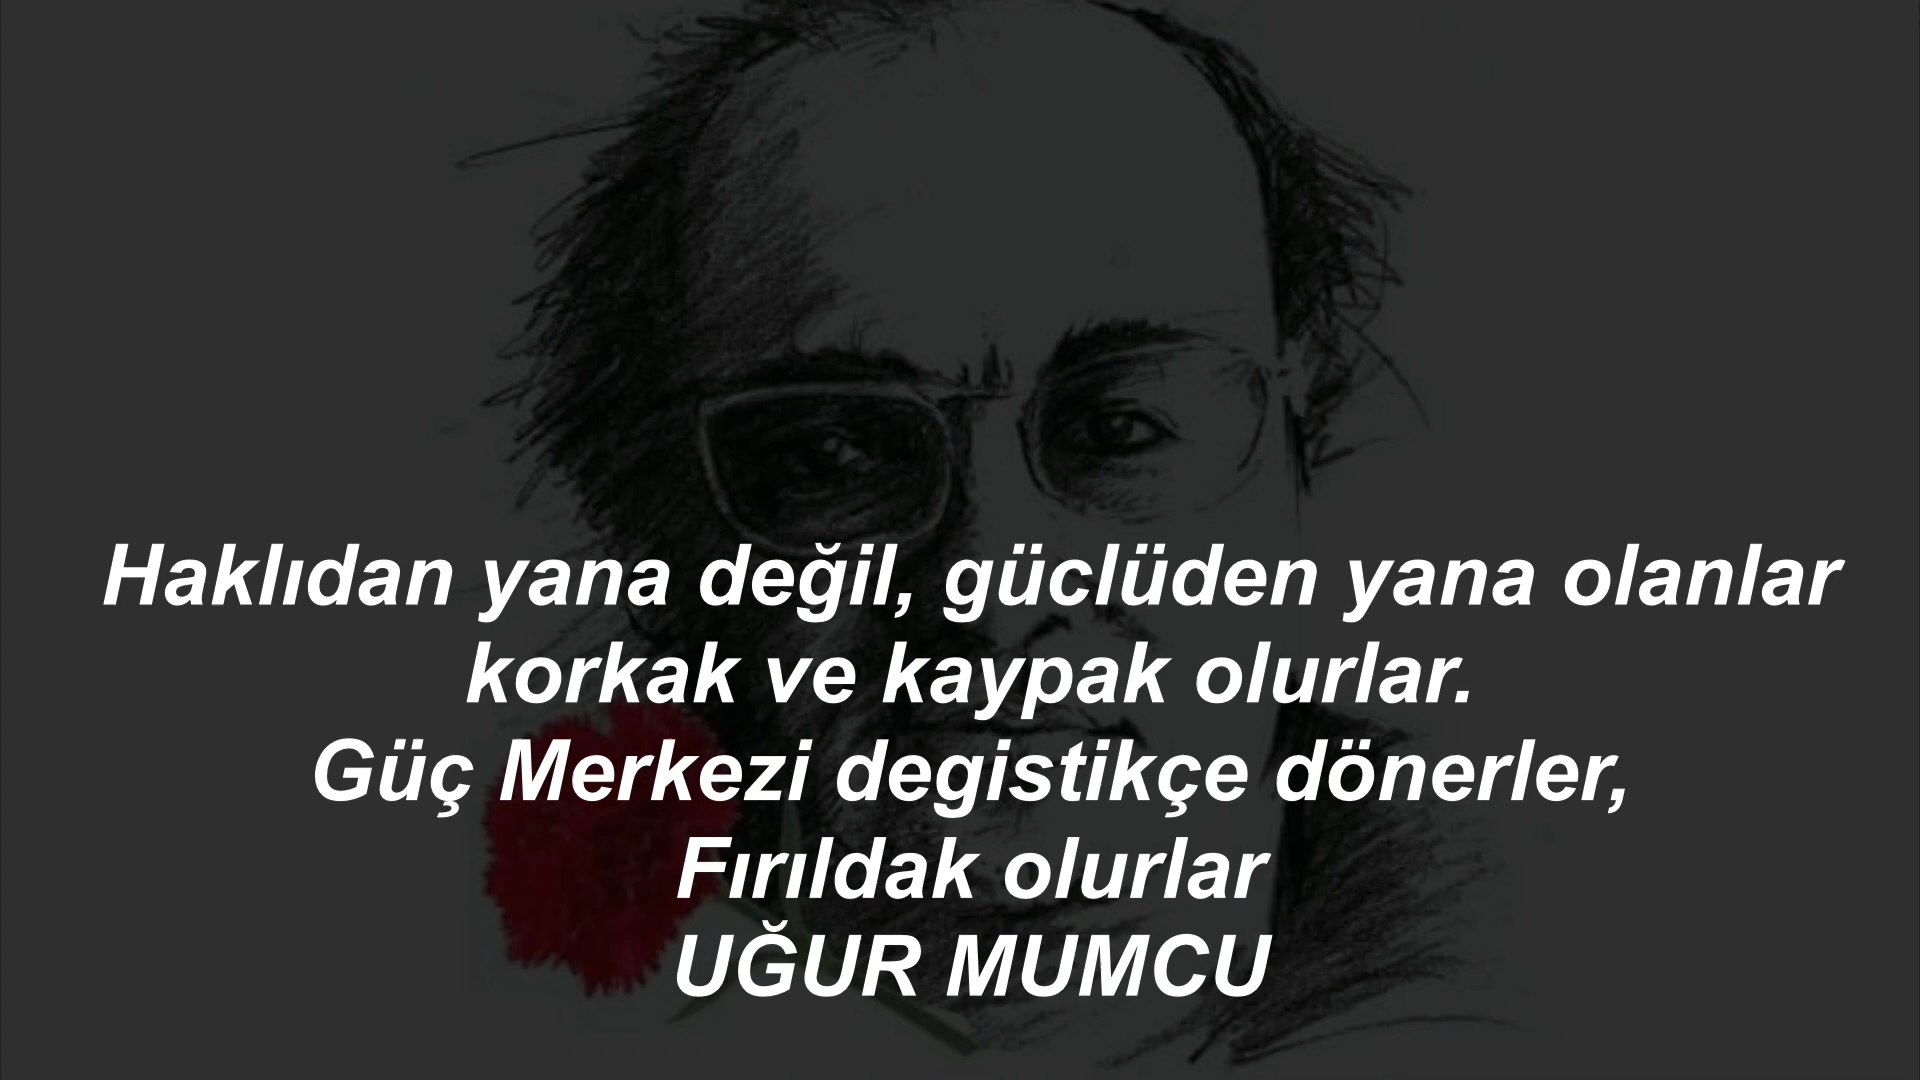 Haklıdan yana değil, güclüden yana olanlar
korkak ve kaypak olurlar.
Güç Merkezi degistikçe dönerler,
Fırıldak olurlar
UĞUR MUMCU